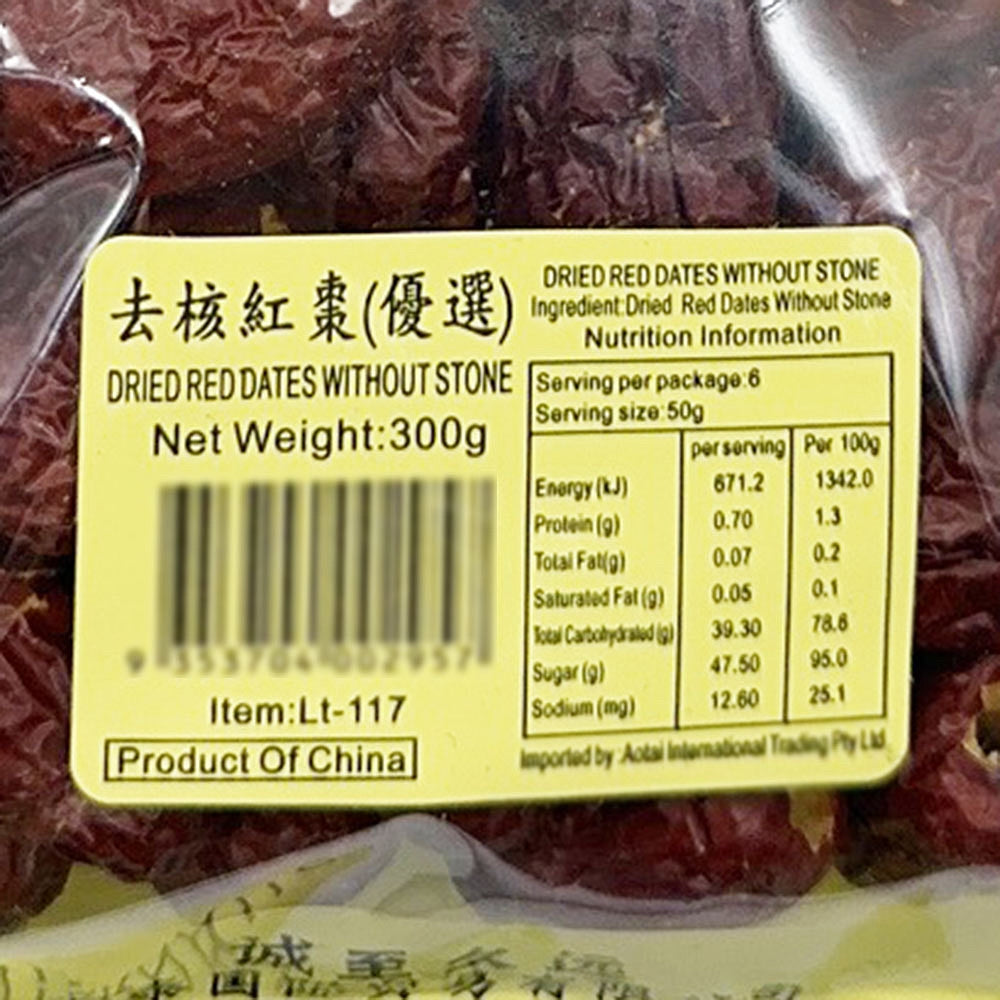 去核紅棗(優選)
DRIED RED DATES WITHOUT STONE
Net Weight:300g
9 353704 002957
Item:Lt-117
Product Of China
DRIED RED DATES WITHOUT STONE
Ingredient:Dried Red Dates Without Stone
Nutrition Information
Serving per package:6
Serving size:50g
per serving Per 100g
Energy (kJ) 671.2 1342.0
Protein (g) 0.70 1.3
Total Fat(g) 0.07 0.2
Saturated Fat (g) 0.05 0.1
Total Carbohydrated (g) 39.30 78.6
Sugar (g) 47.50 95.0
Sodium (mg) 12.60 25.1
Imported by :Aotai International Trading Pty Ltd